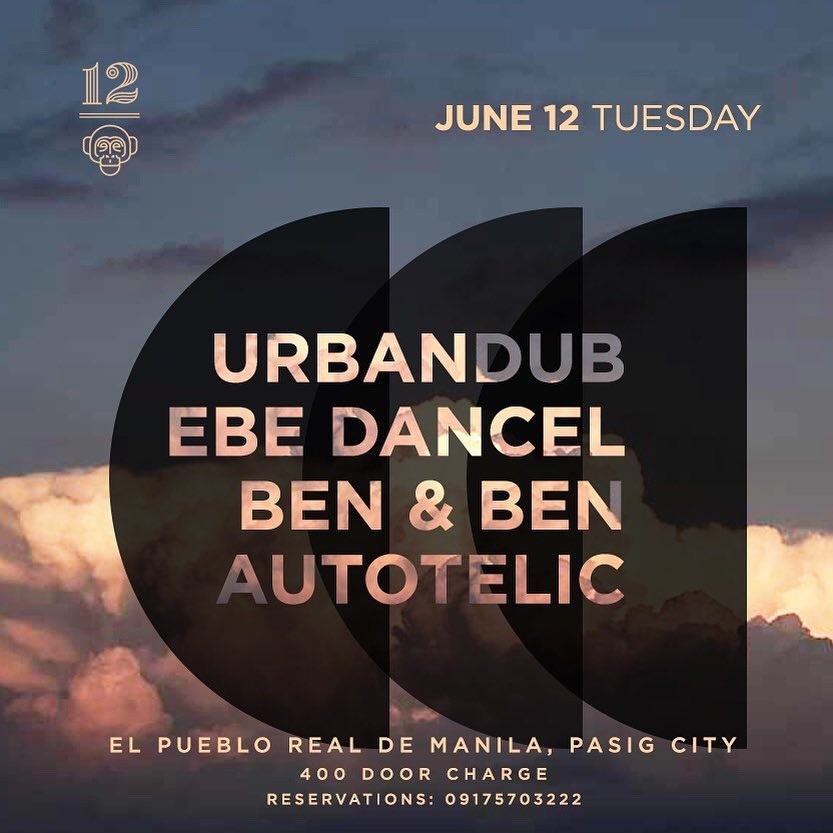 12
JUNE 12 TUESDAY
URBANDUB
EBE DANCEL
BEN & BEN
AUTOTELIC
EL PUEBLO REAL DE MANILA, PASIG CITY
400 DOOR CHARGE
RESERVATIONS: 09175703222